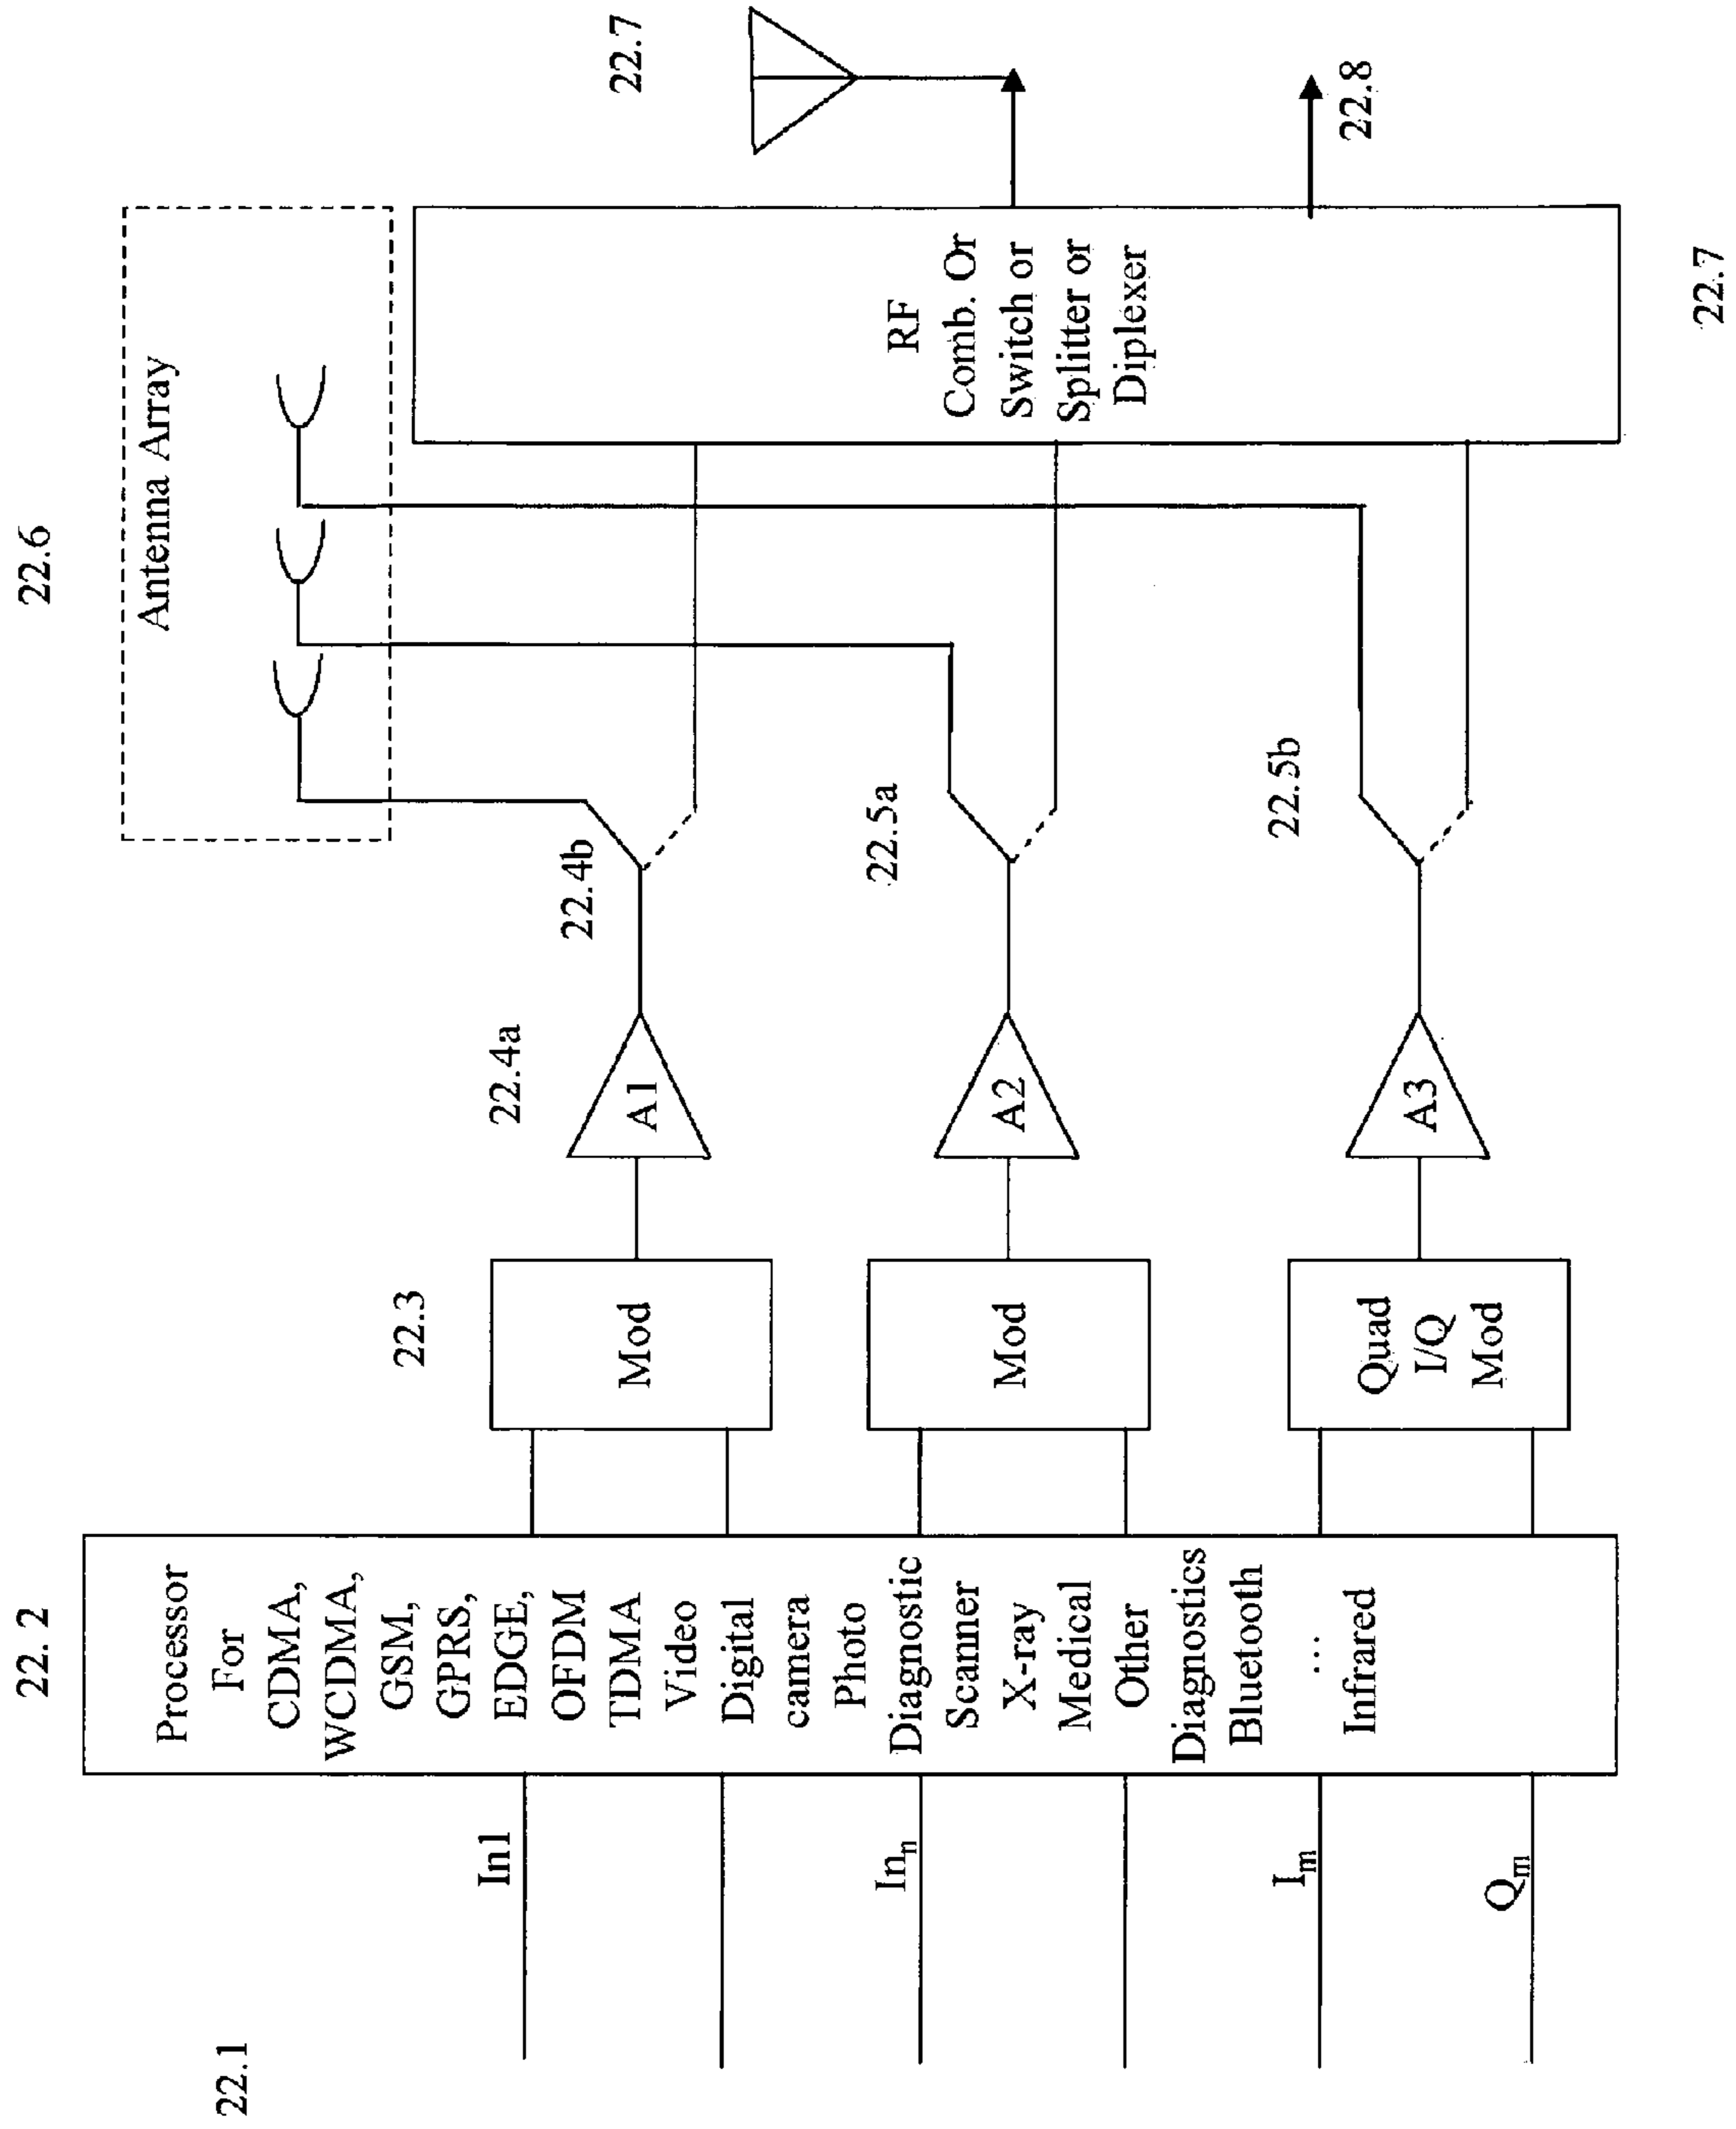 22.1
In1
In_n
I_m
Q_m
22. 2
Processor
For
CDMA,
WCDMA,
GSM,
GPRS,
EDGE,
OFDM
TDMA
Video
Digital
camera
Photo
Diagnostic
Scanner
X-ray
Medical
Other
Diagnostics
Bluetooth
...
Infrared
22.3
Mod
Mod
Quad
I/Q
Mod
22.4a
A1
A2
A3
22.4b
22.5a
22.5b
22.6
Antenna Array
RF
Comb. Or
Switch or
Splitter or
Diplexer
22.7
22.7
22.8